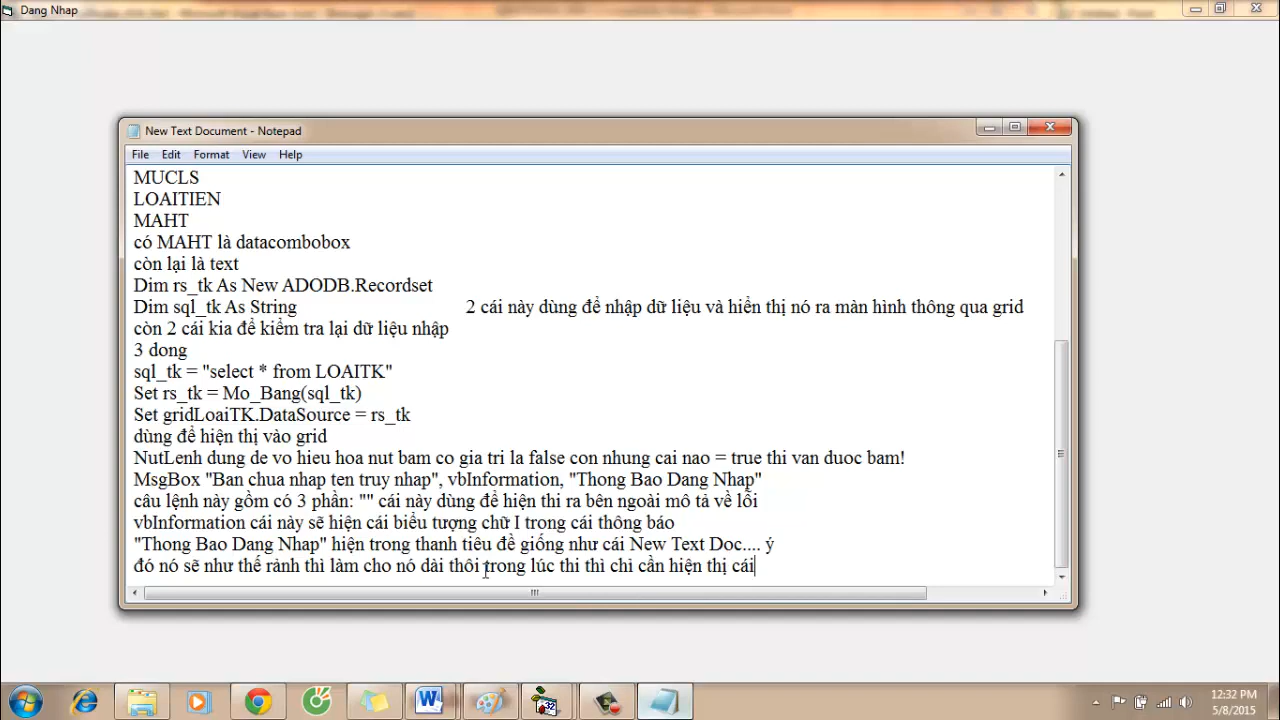 Dang Nhap
New Text Document - Notepad
File Edit Format View Help
MUCLS
LOAITIEN
MAHT
có MAHT là datacombobox
còn lại là text
Dim rs_tk As New ADODB.Recordset
Dim sql_tk As String 2 cái này dùng để nhập dữ liệu và hiển thị nó ra màn hình thông qua grid
còn 2 cái kia để kiểm tra lại dữ liệu nhập
3 dong
sql_tk = "select * from LOAITK"
Set rs_tk = Mo_Bang(sql_tk)
Set gridLoaiTK.DataSource = rs_tk
dùng để hiện thị vào grid
NutLenh dung de vo hieu hoa nut bam co gia tri la false con nhung cai nao = true thi van duoc bam!
MsgBox "Ban chua nhap ten truy nhap", vbInformation, "Thong Bao Dang Nhap"
câu lệnh này gồm có 3 phần: "" cái này dùng để hiện thi ra bên ngoài mô tả về lỗi
vbInformation cái này sẽ hiện cái biểu tượng chữ I trong cái thông báo
"Thong Bao Dang Nhap" hiện trong thanh tiêu đề giống như cái New Text Doc.... ý
đó nó sẽ như thế rảnh thì làm cho nó dài thôi trong lúc thi thì chỉ cần hiện thị cái
12:32 PM
5/8/2015